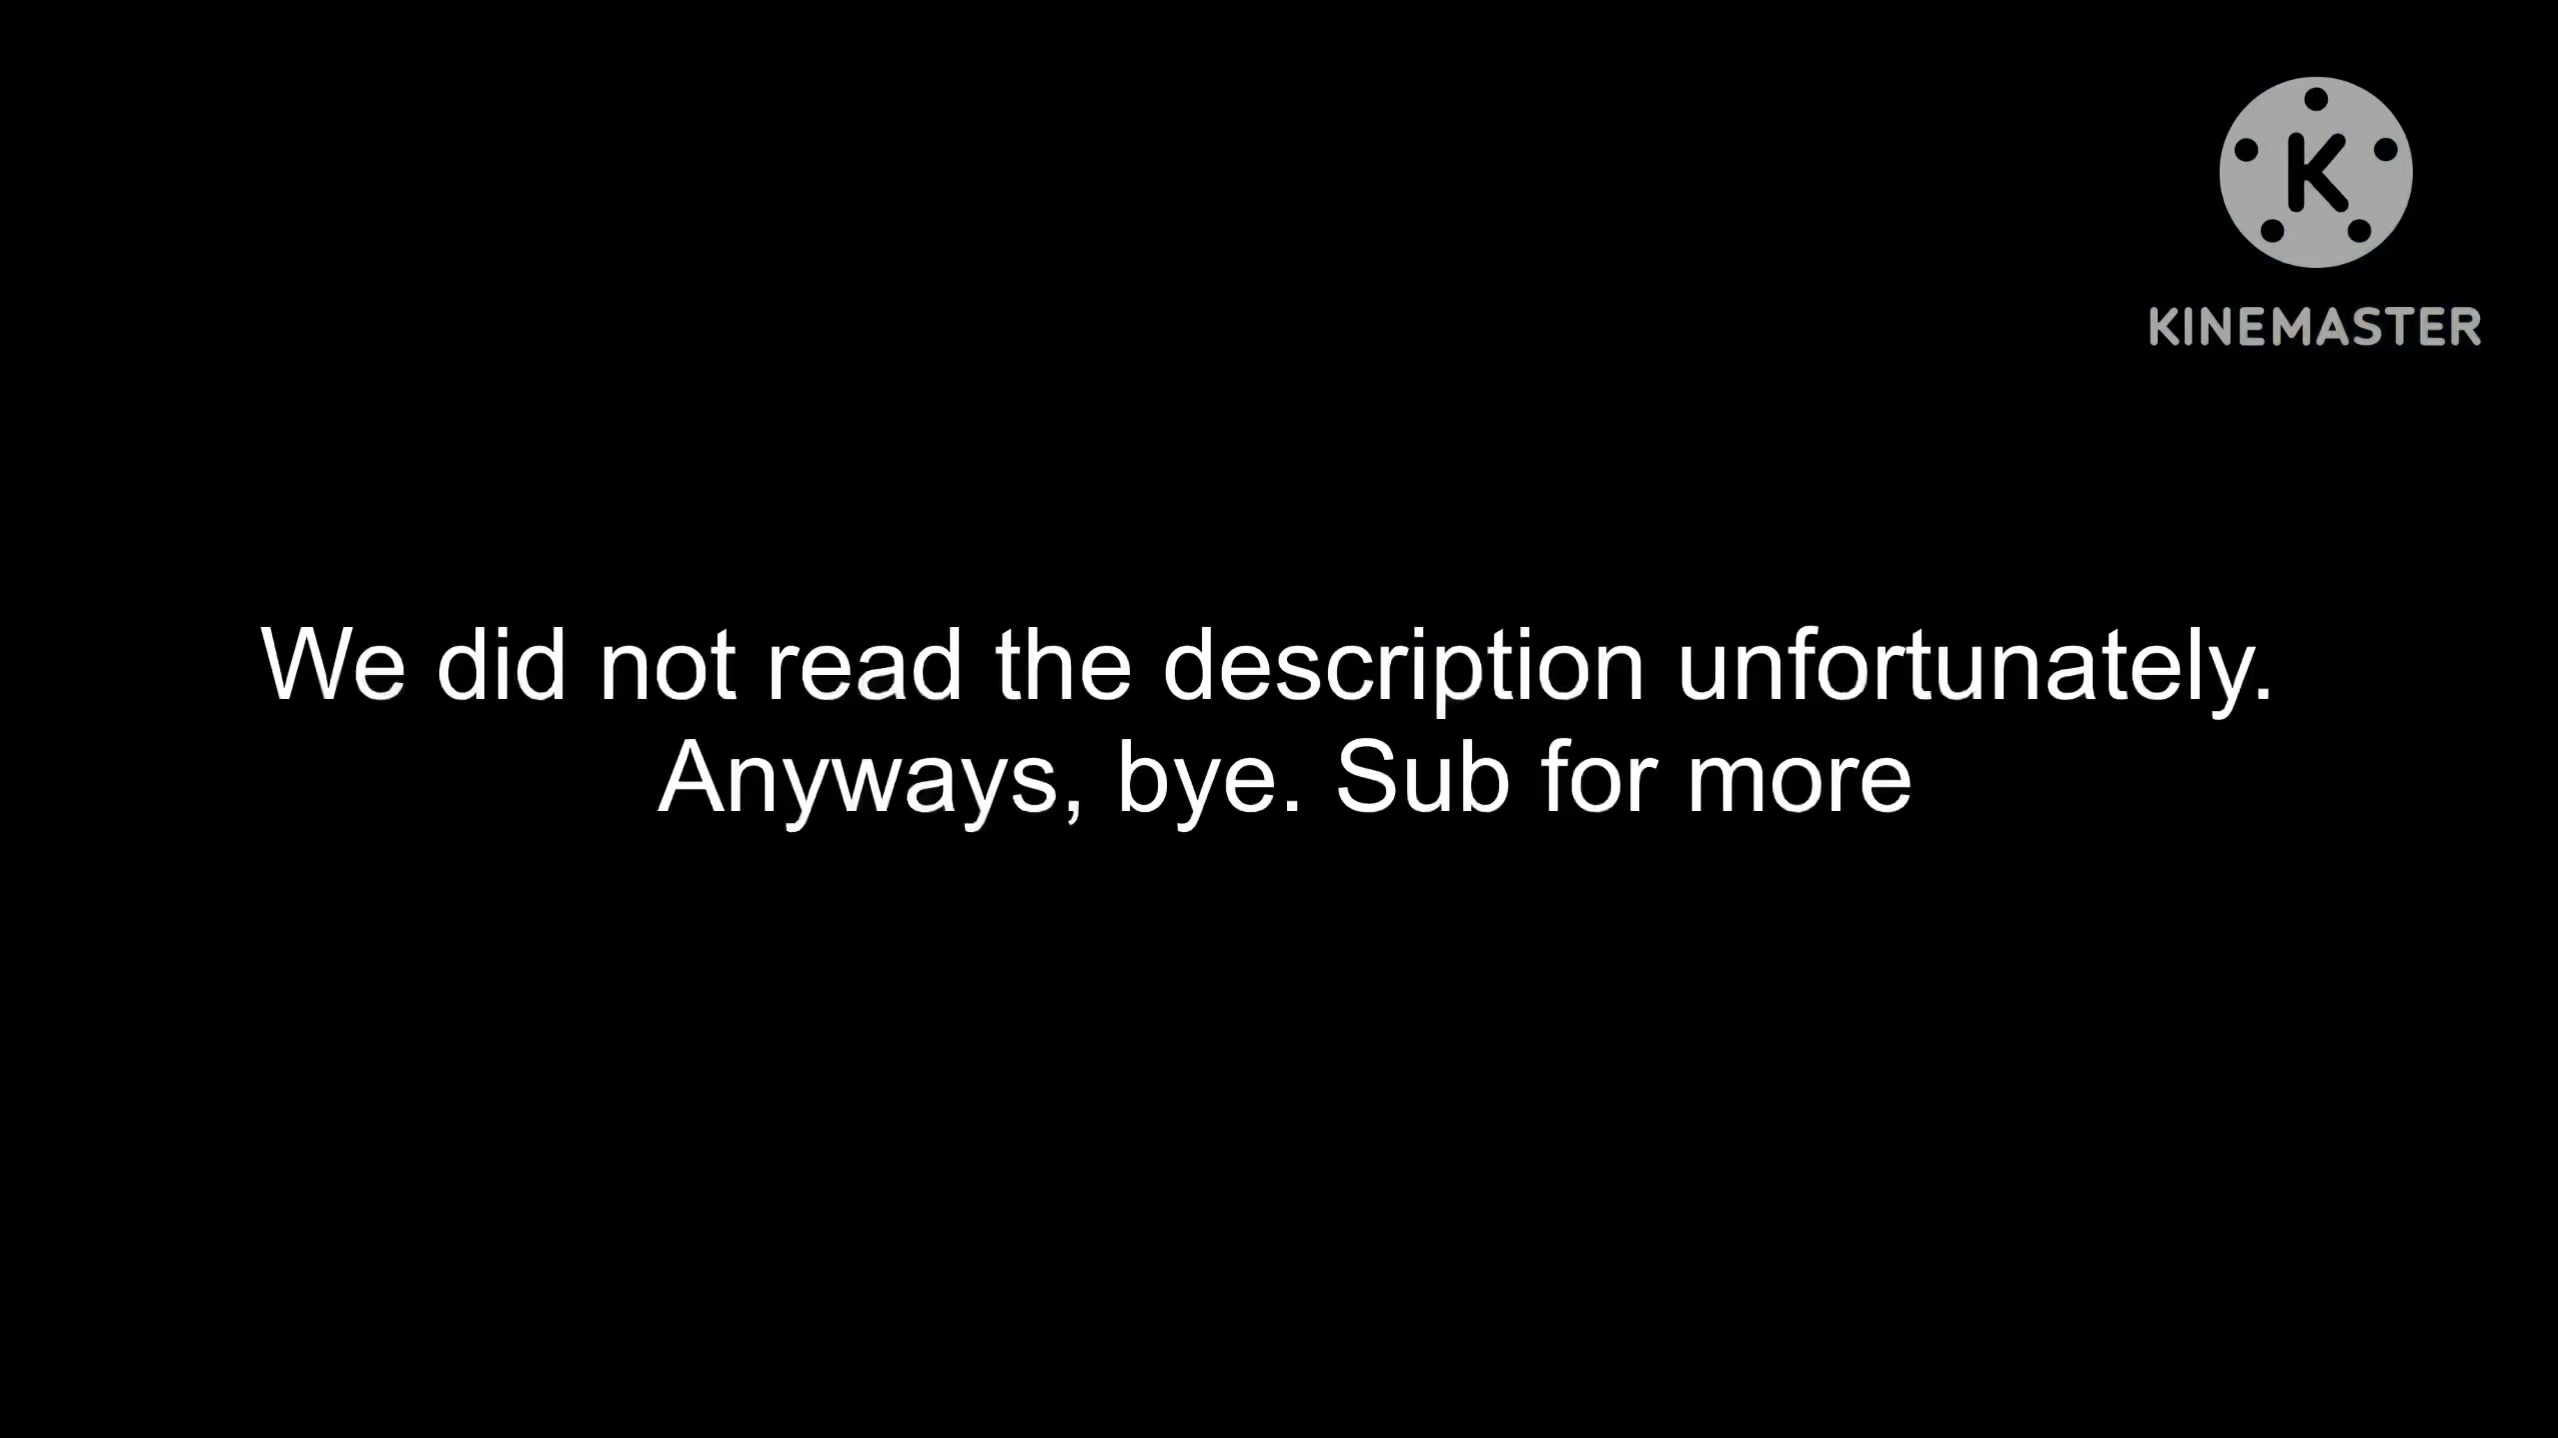 K
KINEMASTER
We did not read the description unfortunately.
Anyways, bye. Sub for more